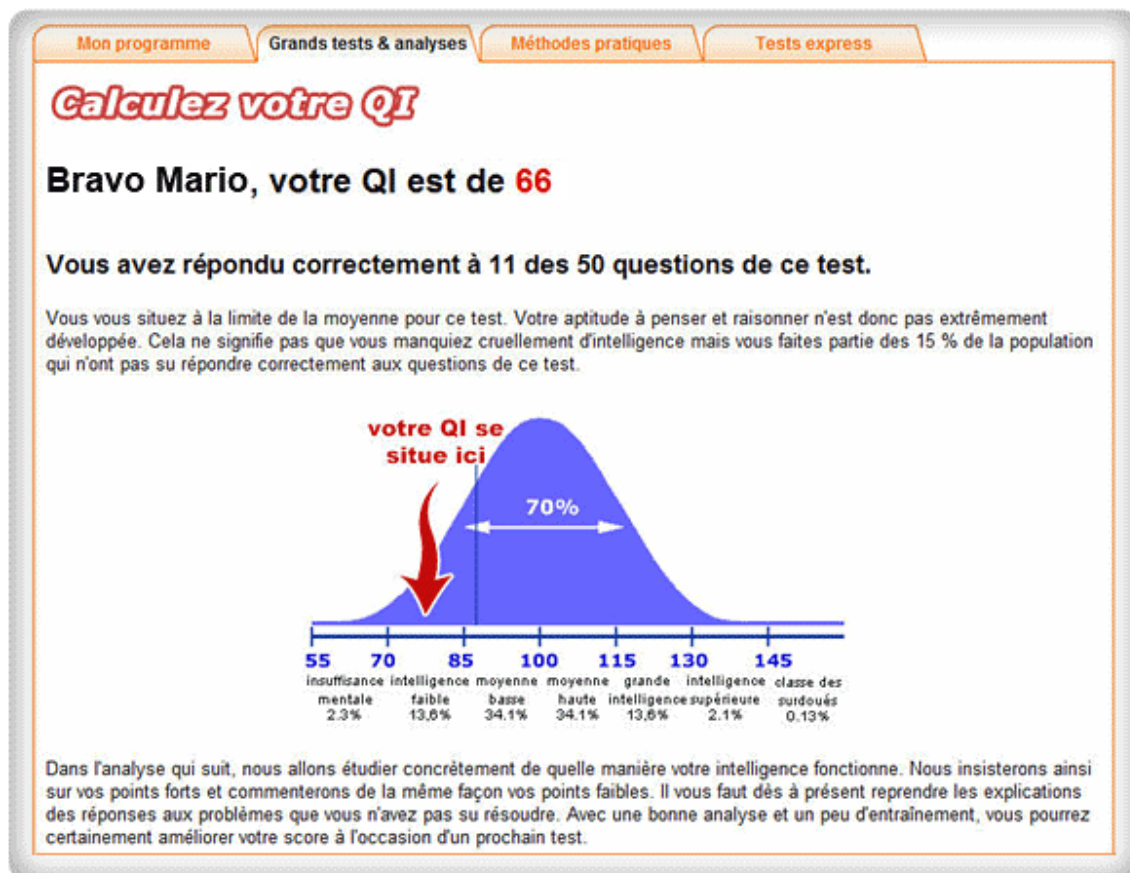 Mon programme Grands tests & analyses Méthodes pratiques Tests express
Calculez votre QI
Bravo Mario, votre QI est de 66
Vous avez répondu correctement à 11 des 50 questions de ce test.
Vous vous situez à la limite de la moyenne pour ce test. Votre aptitude à penser et raisonner n'est donc pas extrêmement
développée. Cela ne signifie pas que vous manquiez cruellement d'intelligence mais vous faites partie des 15 % de la population
qui n'ont pas su répondre correctement aux questions de ce test.
votre QI se
situe ici
70%
55 70 85 100 115 130 145
insuffisance intelligence moyenne moyenne grande intelligence classe des
mentale faible basse haute intelligence supérieure surdoués
2.3% 13,6% 34.1% 34.1% 13,6% 2.1% 0.13%
Dans l'analyse qui suit, nous allons étudier concrètement de quelle manière votre intelligence fonctionne. Nous insisterons ainsi
sur vos points forts et commenterons de la même façon vos points faibles. Il vous faut dès à présent reprendre les explications
des réponses aux problèmes que vous n'avez pas su résoudre. Avec une bonne analyse et un peu d'entraînement, vous pourrez
certainement améliorer votre score à l'occasion d'un prochain test.